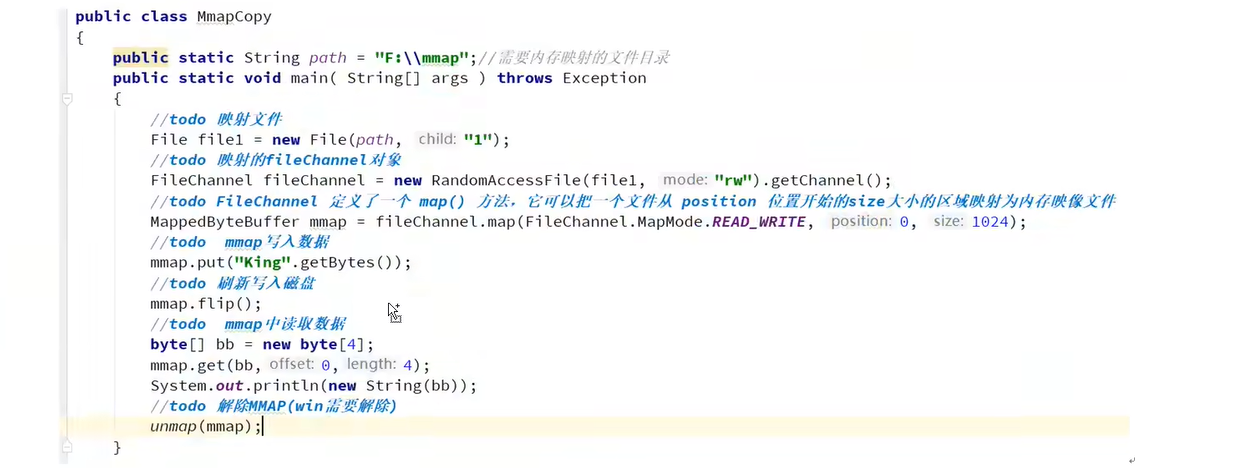 public class MmapCopy
{
public static String path = "F:\\mmap";//需要内存映射的文件目录
public static void main( String[] args ) throws Exception
{
//todo 映射文件
File file1 = new File(path, child: "1");
//todo 映射的fileChannel对象
FileChannel fileChannel = new RandomAccessFile(file1, mode: "rw").getChannel();
//todo FileChannel 定义了一个 map() 方法，它可以把一个文件从 position 位置开始的size大小的区域映射为内存映像文件
MappedByteBuffer mmap = fileChannel.map(FileChannel.MapMode.READ_WRITE, position: 0, size: 1024);
//todo mmap写入数据
mmap.put("King".getBytes());
//todo 刷新写入磁盘
mmap.flip();
//todo mmap中读取数据
byte[] bb = new byte[4];
mmap.get(bb, offset: 0, length: 4);
System.out.println(new String(bb));
//todo 解除MMAP(win需要解除)
unmap(mmap);
}